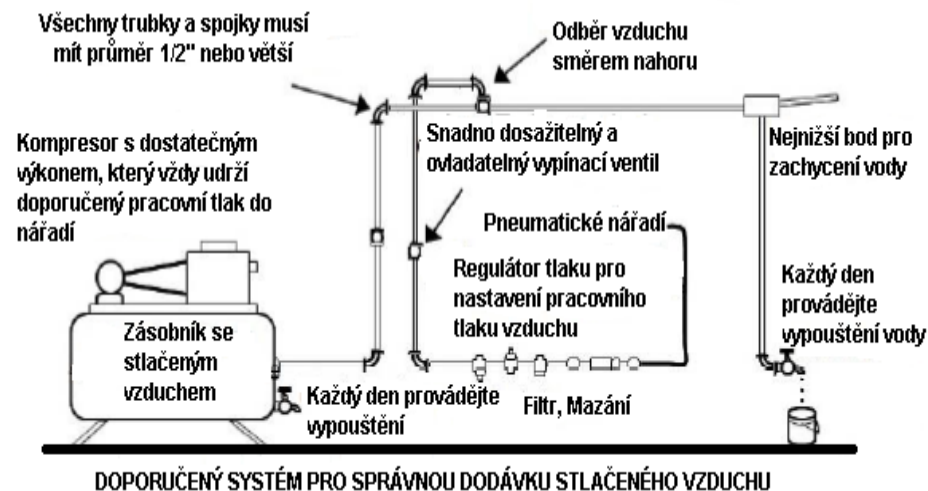 Všechny trubky a spojky musí
mít průměr 1/2" nebo větší
Odběr vzduchu
směrem nahoru
Kompresor s dostatečným
výkonem, který vždy udrží
doporučený pracovní tlak do
nářadí
Snadno dosažitelný a
ovladatelný vypínací ventil
Nejnižší bod pro
zachycení vody
Pneumatické nářadí
Regulátor tlaku pro
nastavení pracovního
tlaku vzduchu
Každý den
provádějte
vypouštění vody
Zásobník se
stlačeným
vzduchem
Každý den provádějte
vypouštění
Filtr, Mazání
DOPORUČENÝ SYSTÉM PRO SPRÁVNOU DODÁVKU STLAČENÉHO VZDUCHU